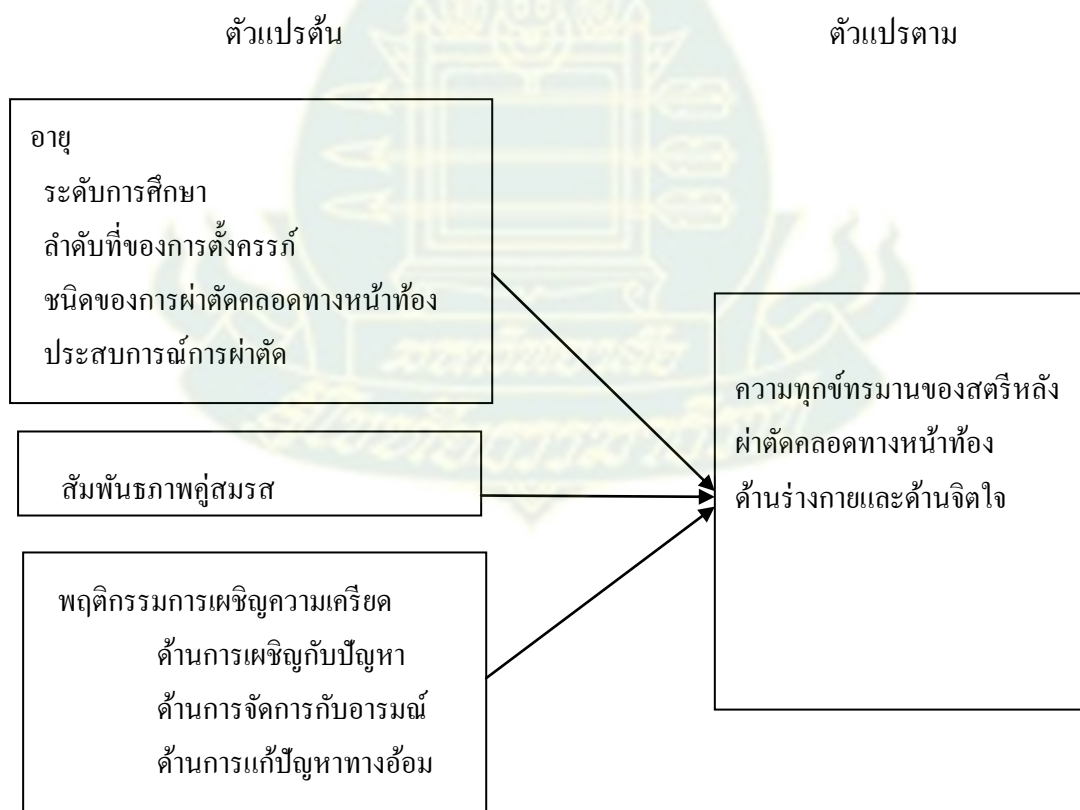 ตัวแปรต้น
ตัวแปรตาม
อายุ
ระดับการศึกษา
ลำดับที่ของการตั้งครรภ์
ชนิดของการผ่าตัดคลอดทางหน้าท้อง
ประสบการณ์การผ่าตัด
สัมพันธภาพคู่สมรส
พฤติกรรมการเผชิญความเครียด
ด้านการเผชิญกับปัญหา
ด้านการจัดการกับอารมณ์
ด้านการแก้ปัญหาทางอ้อม
ความทุกข์ทรมานของสตรีหลัง
ผ่าตัดคลอดทางหน้าท้อง
ด้านร่างกายและด้านจิตใจ